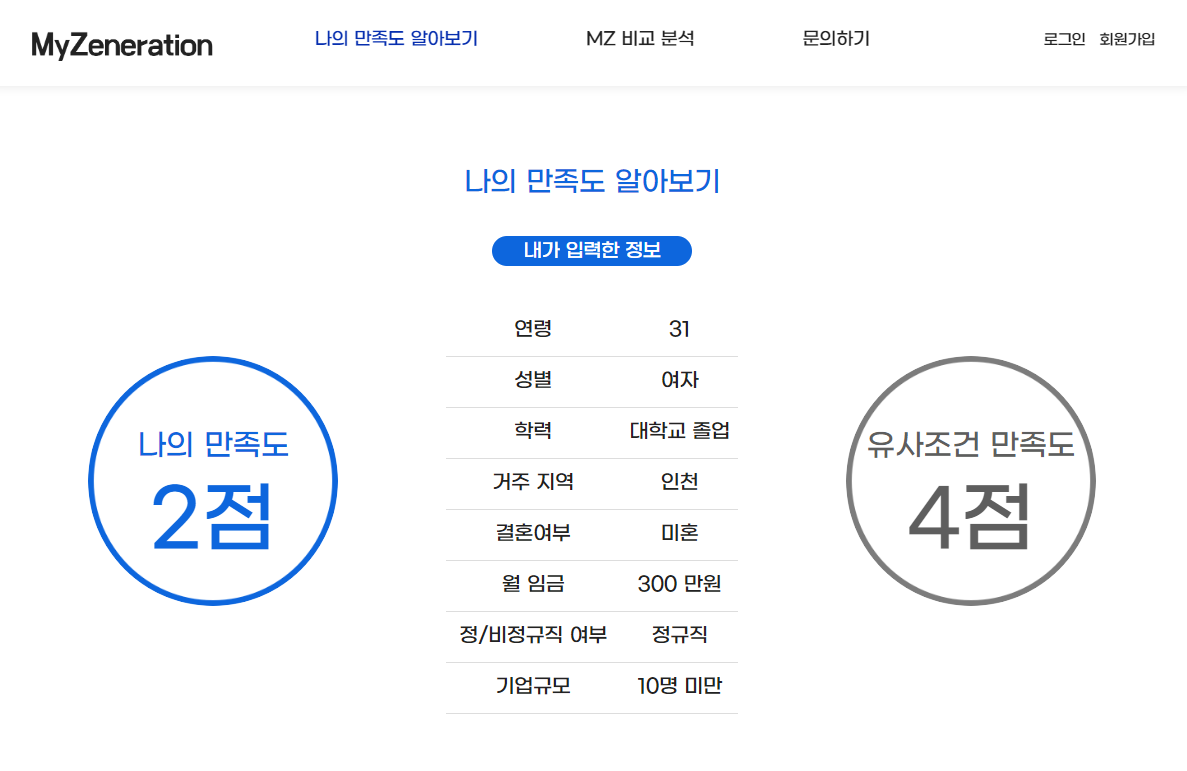 MyZeneration 나의 만족도 알아보기 MZ 비교 분석 문의하기 로그인 회원가입
나의 만족도 알아보기
내가 입력한 정보
나의 만족도
2점
연령 31
성별 여자
학력 대학교 졸업
거주 지역 인천
결혼여부 미혼
월 임금 300 만원
정/비정규직 여부 정규직
기업규모 10명 미만
유사조건 만족도
4점